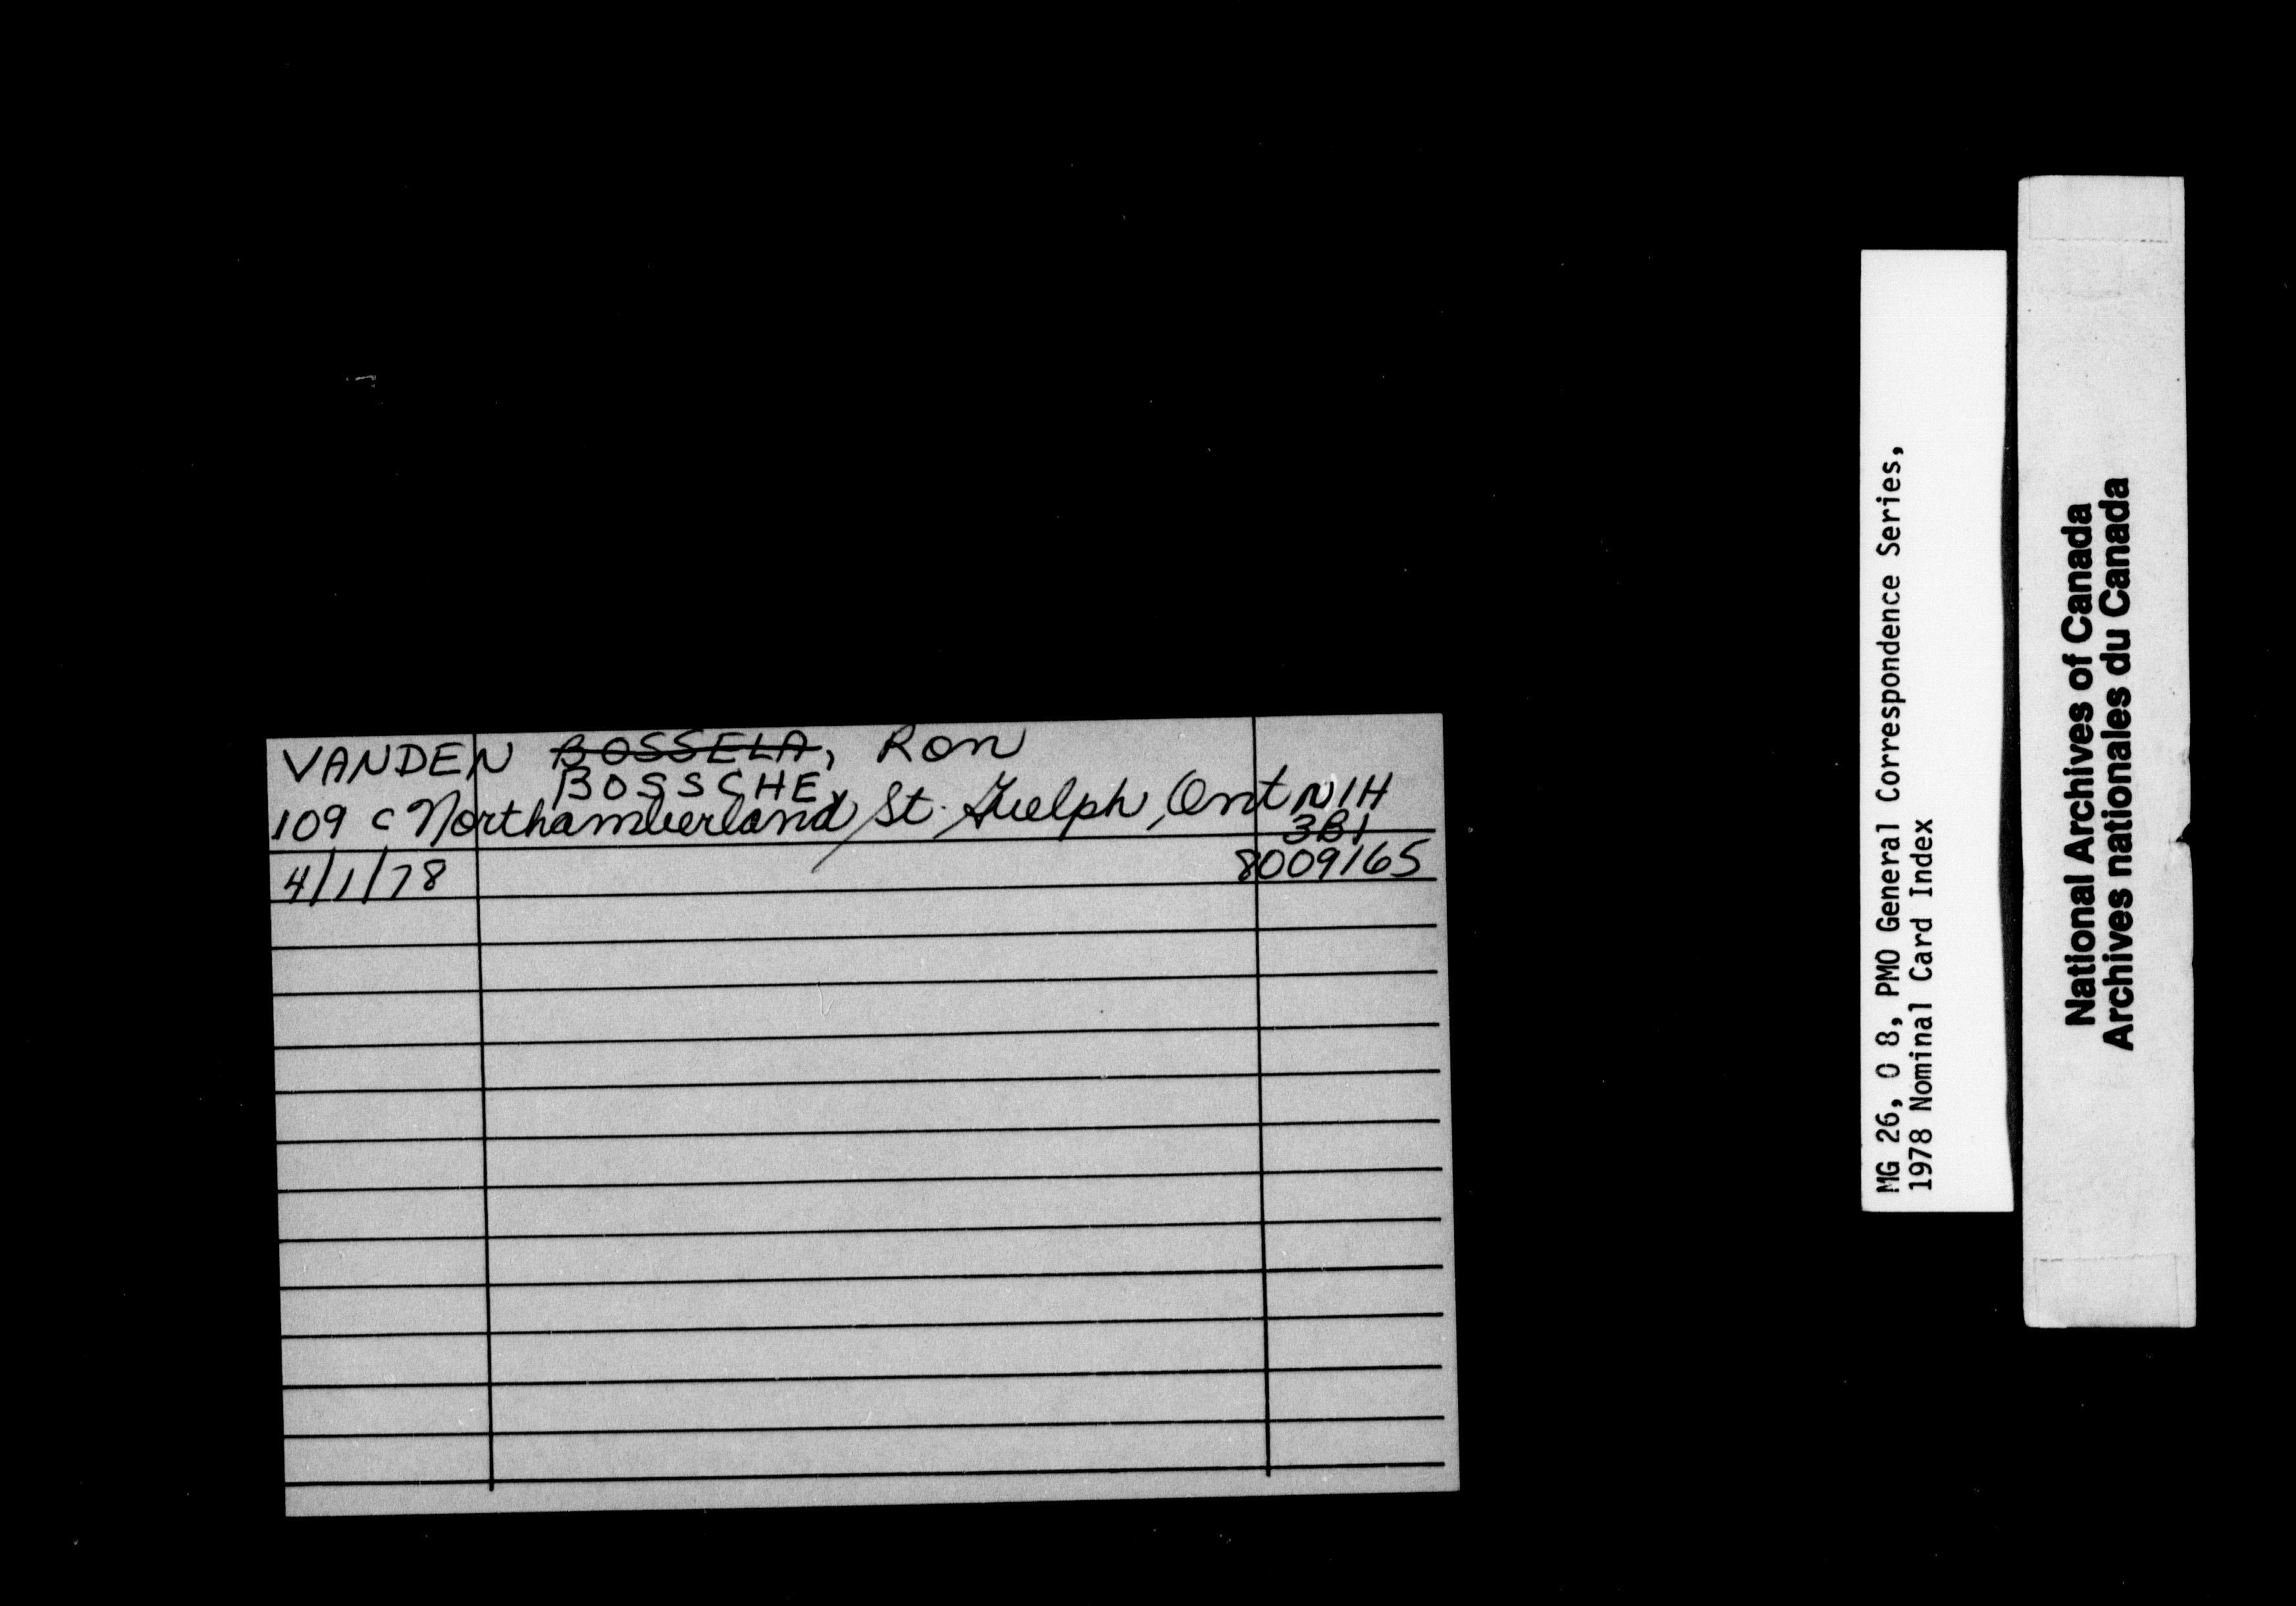 VANDEN BOSSELA, Ron
BOSSCHE
109 c Northamberland St. Guelph, Ont N1H
3B1
4/1/78 8009165
MG 26, O 8, PMO General Correspondence Series,
1978 Nominal Card Index
National Archives of Canada
Archives nationales du Canada